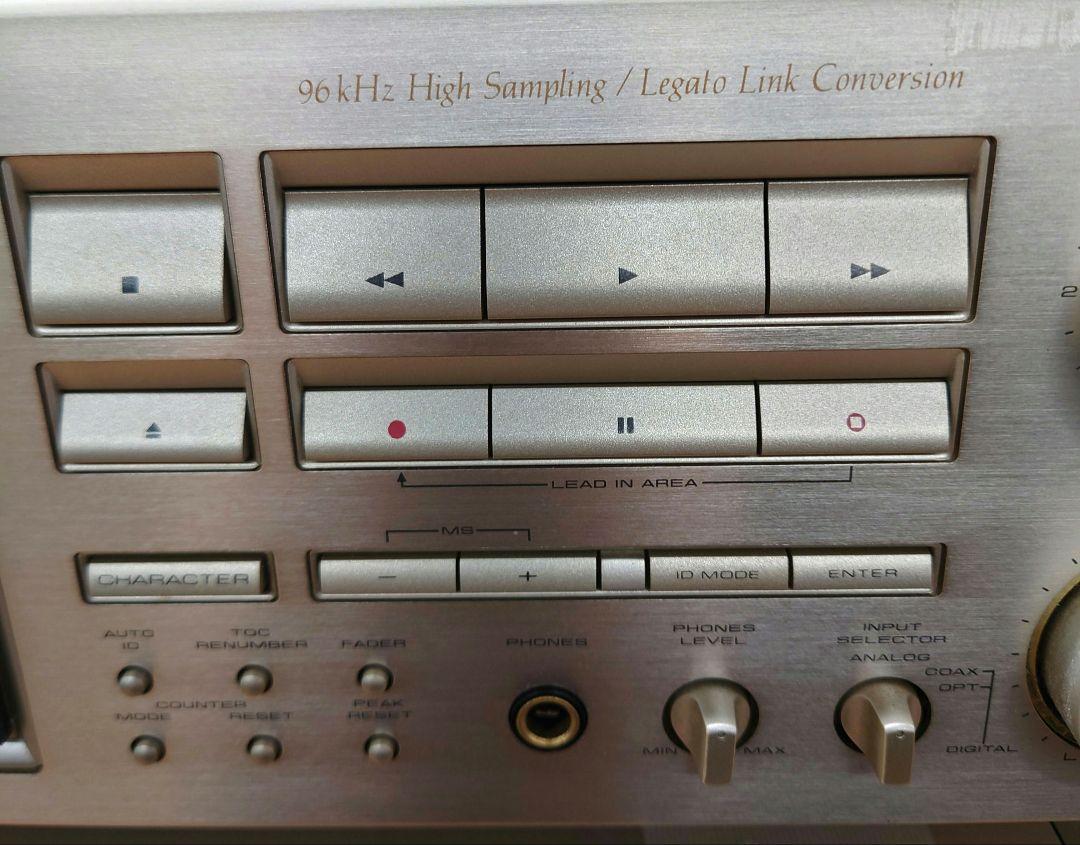 96 kHz High Sampling / Legato Link Conversion
2
LEAD IN AREA
MS
CHARACTER
− +
ID MODE
ENTER
AUTO
ID
TOC
RENUMBER
FADER
PHONES
PHONES
LEVEL
INPUT
SELECTOR
ANALOG
COAX
OPT
DIGITAL
COUNTER
MODE
RESET
PEAK
RESET
MIN
MAX
L